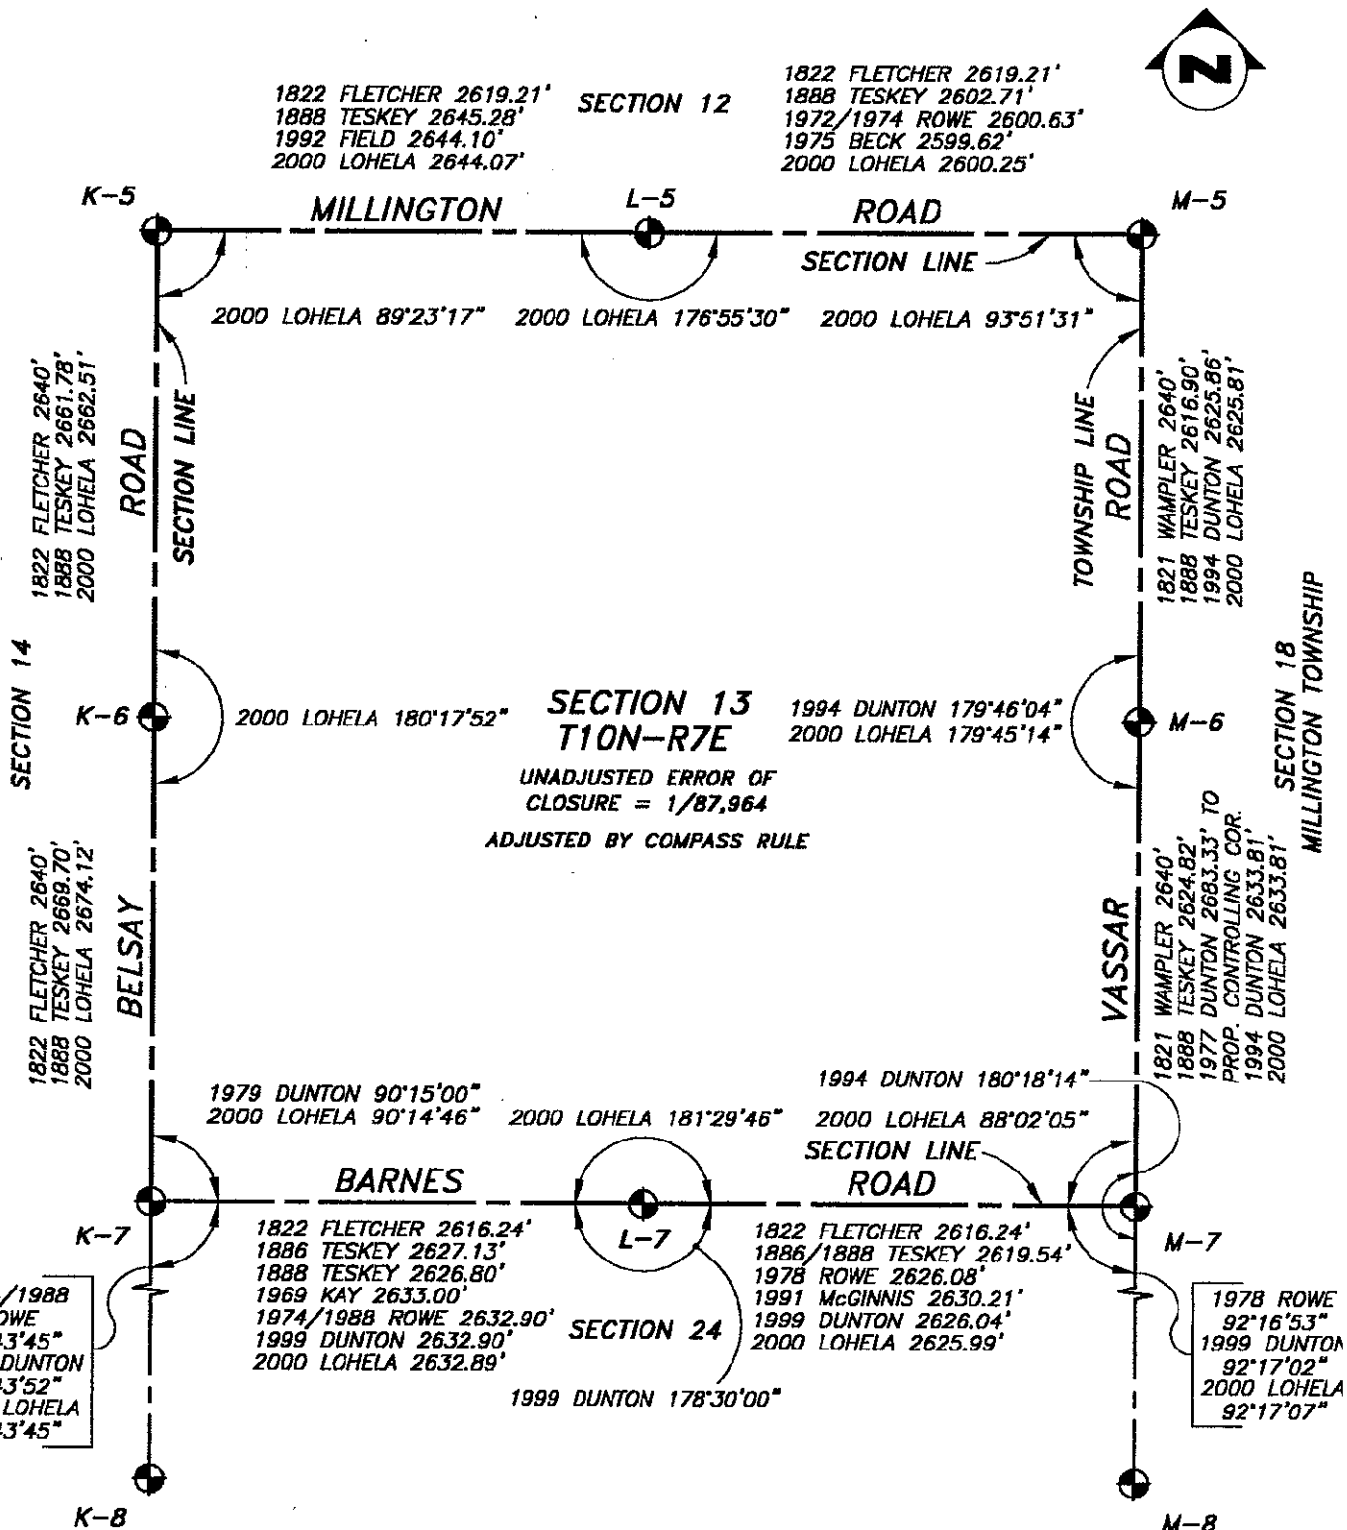 N
1822 FLETCHER 2619.21'
1888 TESKEY 2645.28'
1992 FIELD 2644.10'
2000 LOHELA 2644.07'
SECTION 12
1822 FLETCHER 2619.21'
1888 TESKEY 2602.71'
1972/1974 ROWE 2600.63'
1975 BECK 2599.62'
2000 LOHELA 2600.25'
K-5
MILLINGTON
L-5
ROAD
M-5
SECTION LINE
2000 LOHELA 89°23'17"
2000 LOHELA 176°55'30"
2000 LOHELA 93°51'31"
1822 FLETCHER 2640'
1888 TESKEY 2661.78'
2000 LOHELA 2662.51'
ROAD
SECTION LINE
TOWNSHIP LINE
ROAD
1821 WAMPLER 2640'
1888 TESKEY 2616.90'
1994 DUNTON 2625.86'
2000 LOHELA 2625.81'
SECTION 14
K-6
2000 LOHELA 180°17'52"
SECTION 13
T10N-R7E
UNADJUSTED ERROR OF
CLOSURE = 1/87,964
ADJUSTED BY COMPASS RULE
1994 DUNTON 179°46'04"
2000 LOHELA 179°45'14"
M-6
SECTION 18
MILLINGTON TOWNSHIP
1822 FLETCHER 2640'
1888 TESKEY 2669.70'
2000 LOHELA 2674.12'
BELSAY
VASSAR
1821 WAMPLER 2640'
1888 TESKEY 2624.82'
1977 DUNTON 2683.33' TO
PROP. CONTROLLING COR.
1994 DUNTON 2633.81'
2000 LOHELA 2633.81'
1979 DUNTON 90°15'00"
2000 LOHELA 90°14'46"
2000 LOHELA 181°29'46"
1994 DUNTON 180°18'14"
2000 LOHELA 88°02'05"
SECTION LINE
BARNES
ROAD
K-7
L-7
M-7
1822 FLETCHER 2616.24'
1886 TESKEY 2627.13'
1888 TESKEY 2626.80'
1969 KAY 2633.00'
1974/1988 ROWE 2632.90'
1999 DUNTON 2632.90'
2000 LOHELA 2632.89'
SECTION 24
1822 FLETCHER 2616.24'
1886/1888 TESKEY 2619.54'
1978 ROWE 2626.08'
1991 McGINNIS 2630.21'
1999 DUNTON 2626.04'
2000 LOHELA 2625.99'
1999 DUNTON 178°30'00"
/1988
OWE
3'45"
DUNTON
3'52"
LOHELA
3'45"
1978 ROWE
92°16'53"
1999 DUNTON
92°17'02"
2000 LOHELA
92°17'07"
K-8
M-8